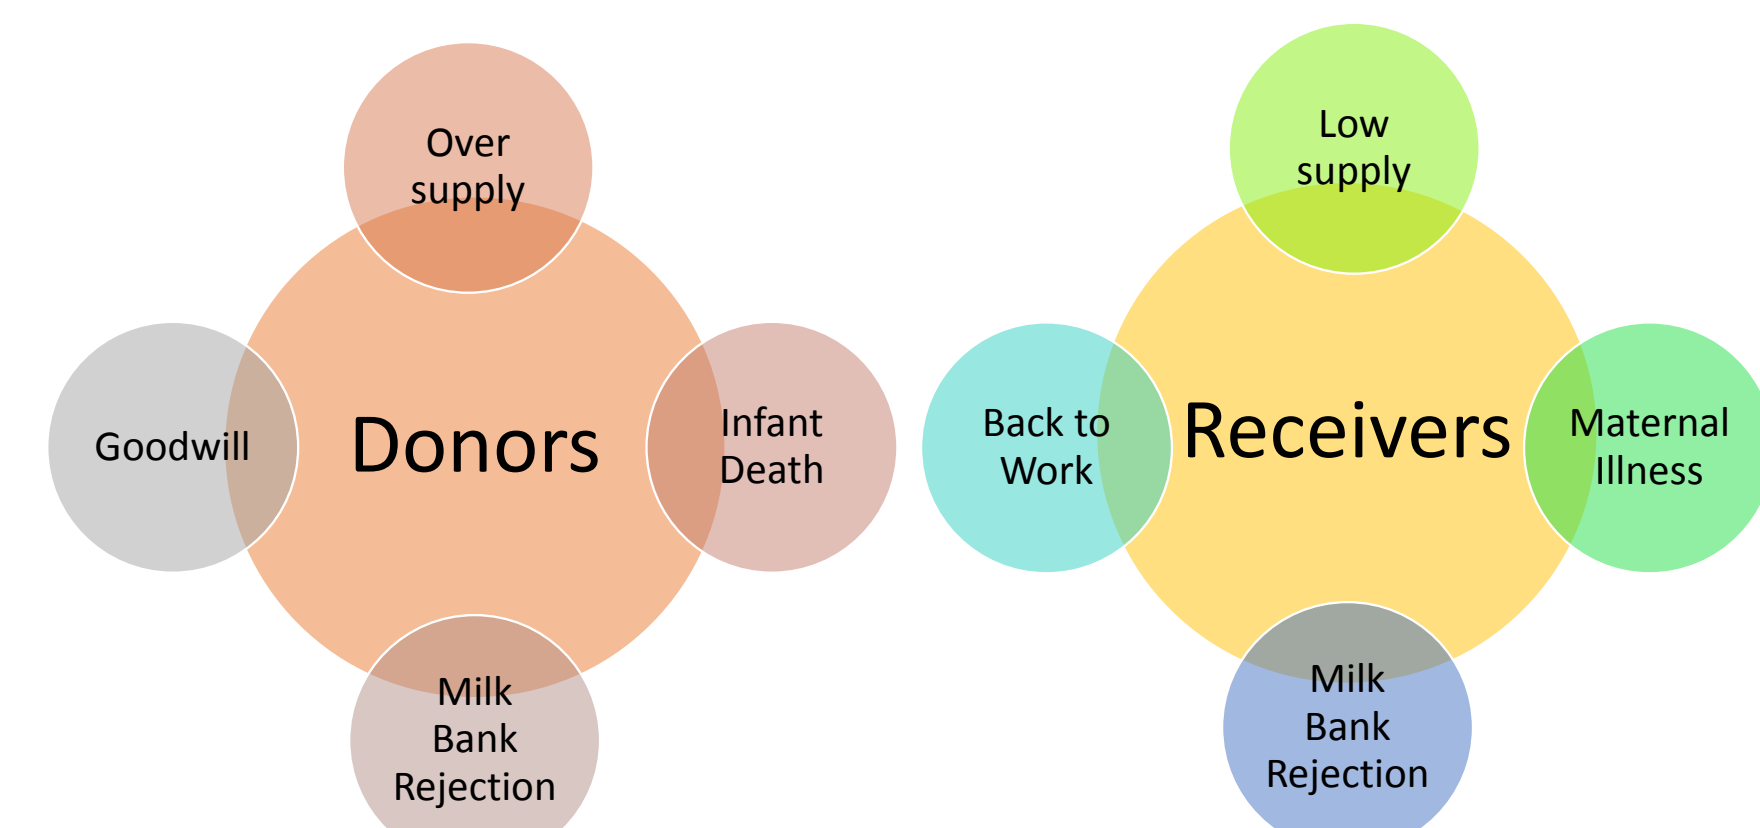 Over
supply
Goodwill
Donors
Infant
Death
Milk
Bank
Rejection
Low
supply
Back to
Work
Receivers
Maternal
Illness
Milk
Bank
Rejection